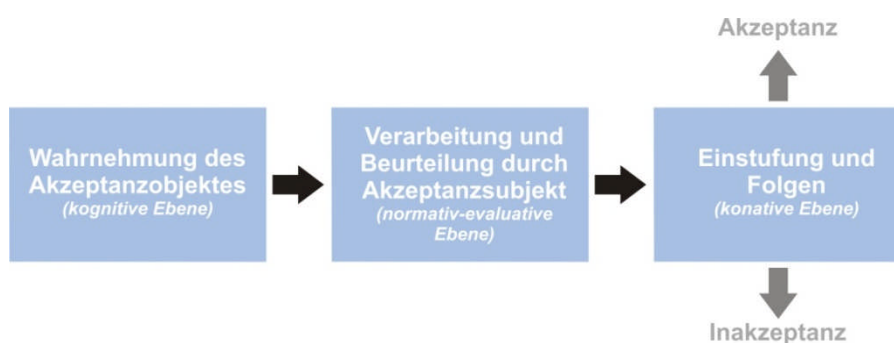 Akzeptanz
Wahrnehmung des
Akzeptanzobjektes
(kognitive Ebene)
Verarbeitung und
Beurteilung durch
Akzeptanzsubjekt
(normativ-evaluative
Ebene)
Einstufung und
Folgen
(konative Ebene)
Inakzeptanz